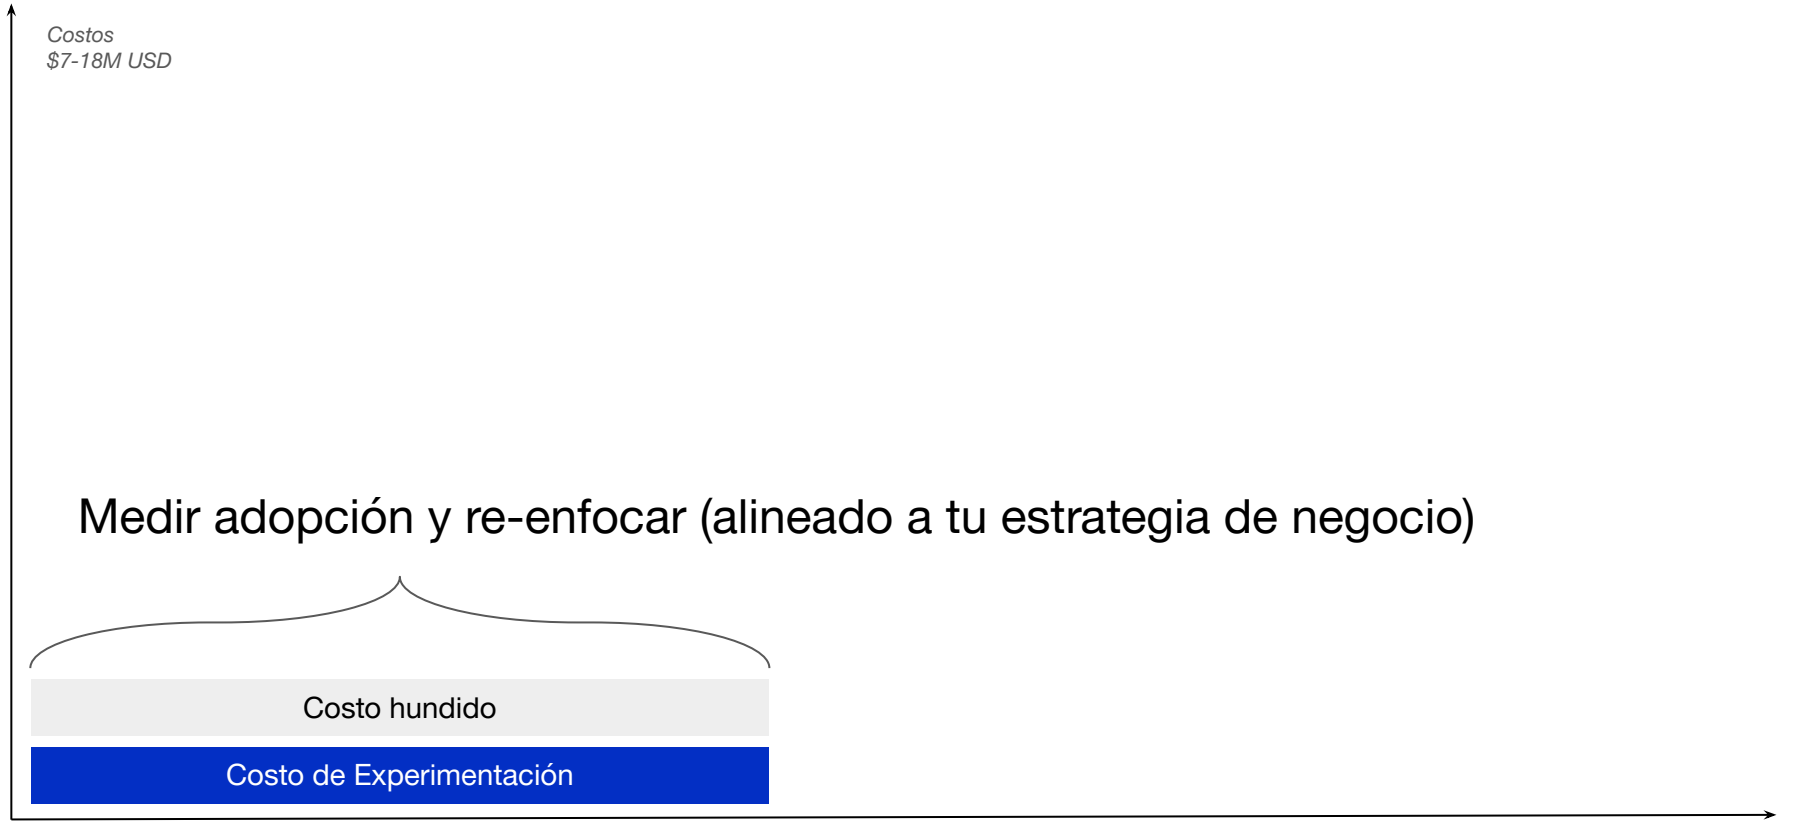 Costos
$7-18M USD
Medir adopción y re-enfocar (alineado a tu estrategia de negocio)
Costo hundido
Costo de Experimentación